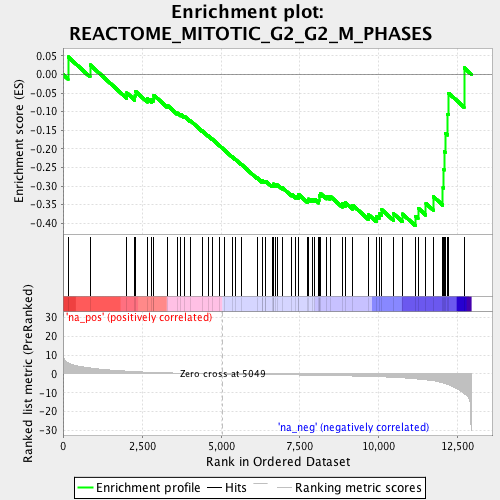 Enrichment plot:
REACTOME_MITOTIC_G2_G2_M_PHASES
Enrichment score (ES)
0.05
0.00
-0.05
-0.10
-0.15
-0.20
-0.25
-0.30
-0.35
-0.40
'na_pos' (positively correlated)
Ranked list metric (PreRanked)
30
20
10
0
-10
-20
-30
Zero cross at 5049
'na_neg' (negatively correlated)
0
2,500
5,000
7,500
10,000
12,500
Rank in Ordered Dataset
Enrichment profile
Hits
Ranking metric scores